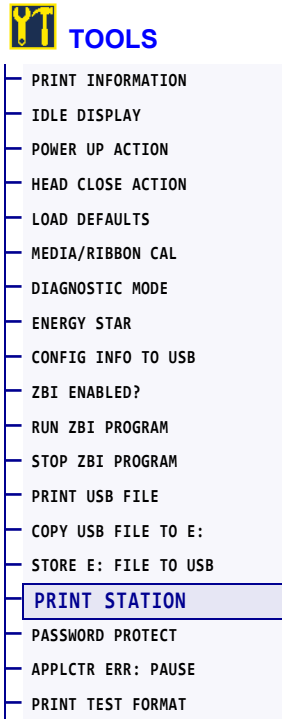 TOOLS
PRINT INFORMATION
IDLE DISPLAY
POWER UP ACTION
HEAD CLOSE ACTION
LOAD DEFAULTS
MEDIA/RIBBON CAL
DIAGNOSTIC MODE
ENERGY STAR
CONFIG INFO TO USB
ZBI ENABLED?
RUN ZBI PROGRAM
STOP ZBI PROGRAM
PRINT USB FILE
COPY USB FILE TO E:
STORE E: FILE TO USB
PRINT STATION
PASSWORD PROTECT
APPLCTR ERR: PAUSE
PRINT TEST FORMAT